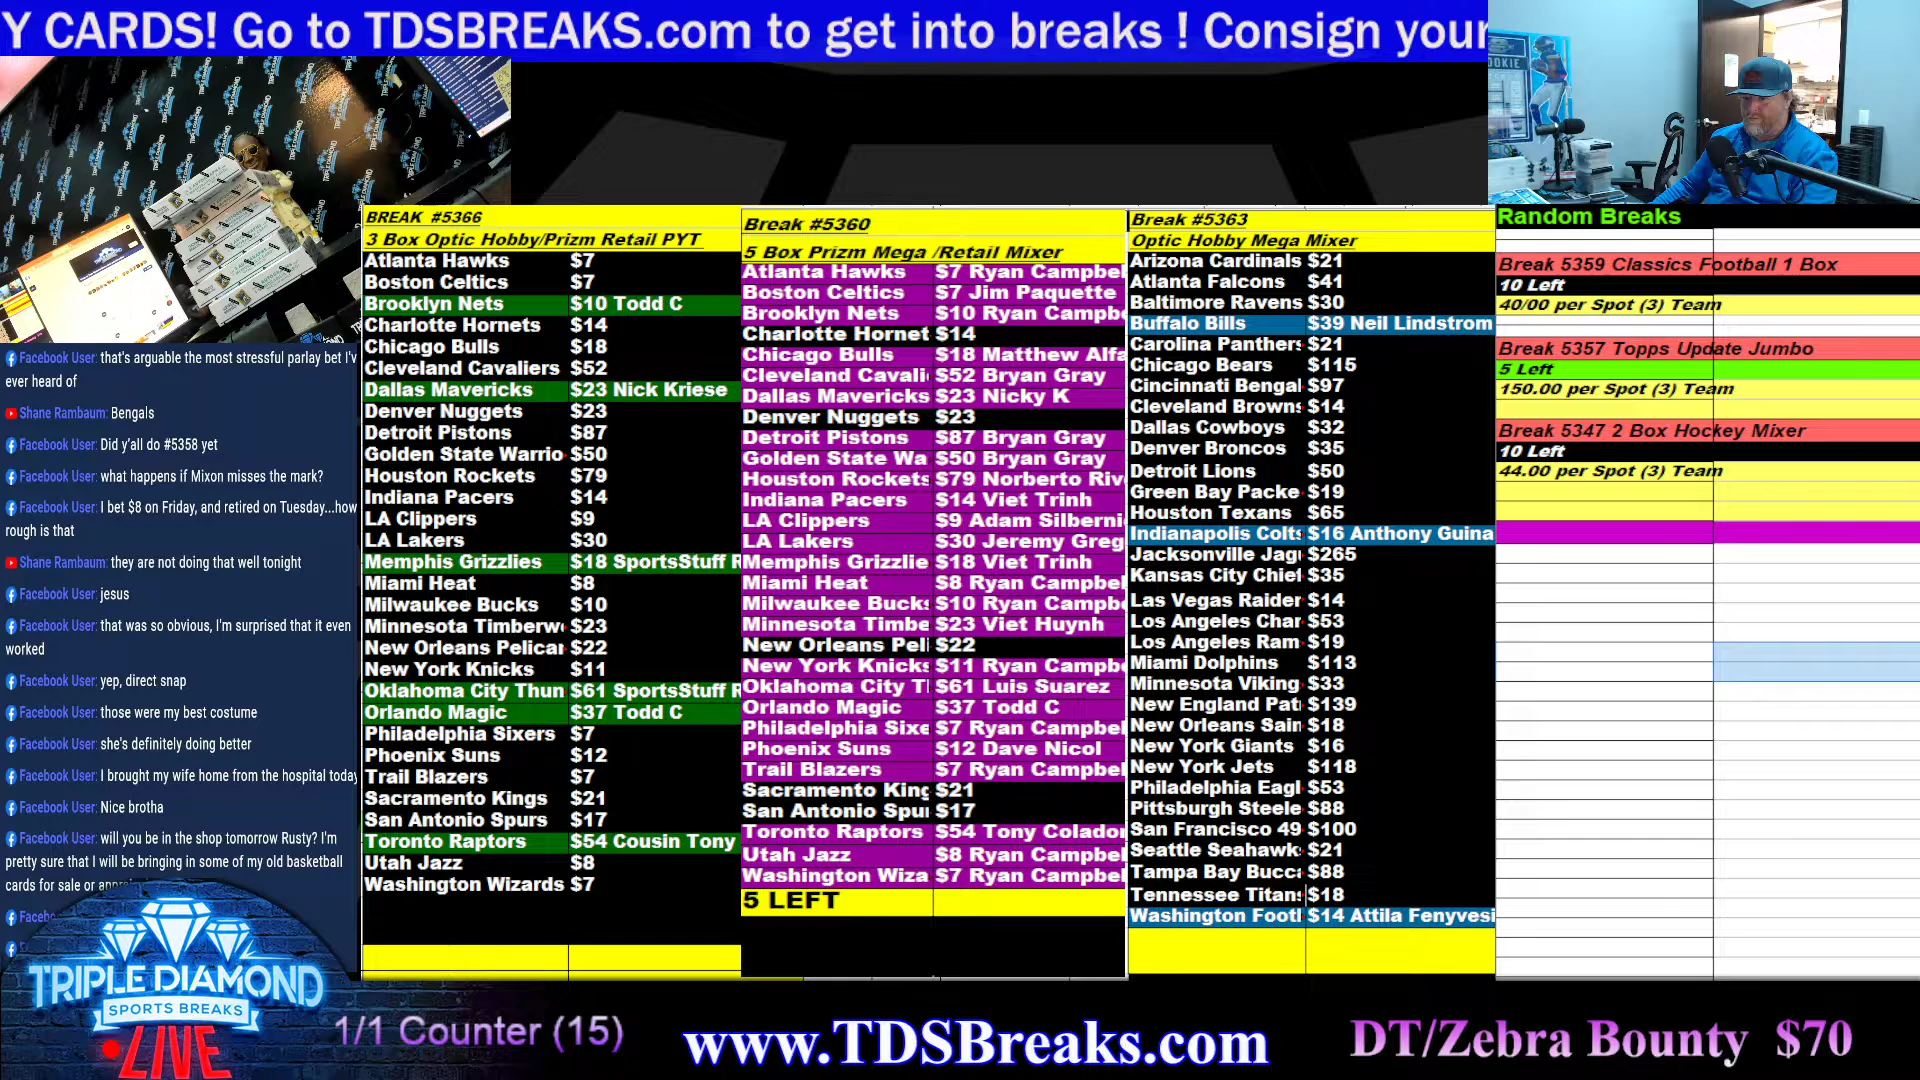 Y CARDS! Go to TDSBREAKS.com to get into breaks ! Consign your
OOKIE
Facebook User: that's arguable the most stressful parlay bet I'v
ever heard of
Shane Rambaum: Bengals
Facebook User: Did y'all do #5358 yet
Facebook User: what happens if Mixon misses the mark?
Facebook User: I bet $8 on Friday, and retired on Tuesday...how
rough is that
Shane Rambaum: they are not doing that well tonight
Facebook User: jesus
Facebook User: that was so obvious, I'm surprised that it even
worked
Facebook User: yep, direct snap
Facebook User: those were my best costume
Facebook User: she's definitely doing better
Facebook User: I brought my wife home from the hospital today
Facebook User: Nice brotha
Facebook User: will you be in the shop tomorrow Rusty? I'm
pretty sure that I will be bringing in some of my old basketball
cards for sale or
Facebo
TRIPLE DIAMOND
SPORTS BREAKS
LIVE
BREAK #5366
3 Box Optic Hobby/Prizm Retail PYT
Atlanta Hawks $7
Boston Celtics $7
Brooklyn Nets $10 Todd C
Charlotte Hornets $14
Chicago Bulls $18
Cleveland Cavaliers $52
Dallas Mavericks $23 Nick Kriese
Denver Nuggets $23
Detroit Pistons $87
Golden State Warrio $50
Houston Rockets $79
Indiana Pacers $14
LA Clippers $9
LA Lakers $30
Memphis Grizzlies $18 SportsStuff R
Miami Heat $8
Milwaukee Bucks $10
Minnesota Timberw $23
New Orleans Pelican $22
New York Knicks $11
Oklahoma City Thun $61 SportsStuff R
Orlando Magic $37 Todd C
Philadelphia Sixers $7
Phoenix Suns $12
Trail Blazers $7
Sacramento Kings $21
San Antonio Spurs $17
Toronto Raptors $54 Cousin Tony
Utah Jazz $8
Washington Wizards $7
Break #5360
5 Box Prizm Mega /Retail Mixer
Atlanta Hawks $7 Ryan Campbel
Boston Celtics $7 Jim Paquette
Brooklyn Nets $10 Ryan Campbe
Charlotte Hornet $14
Chicago Bulls $18 Matthew Alfa
Cleveland Cavali $52 Bryan Gray
Dallas Mavericks $23 Nicky K
Denver Nuggets $23
Detroit Pistons $87 Bryan Gray
Golden State Wa $50 Bryan Gray
Houston Rockets $79 Norberto Riv
Indiana Pacers $14 Viet Trinh
LA Clippers $9 Adam Silberni
LA Lakers $30 Jeremy Greg
Memphis Grizzlie $18 Viet Trinh
Miami Heat $8 Ryan Campbel
Milwaukee Bucks $10 Ryan Campbe
Minnesota Timbe $23 Viet Huynh
New Orleans Peli $22
New York Knicks $11 Ryan Campbe
Oklahoma City T $61 Luis Suarez
Orlando Magic $37 Todd C
Philadelphia Sixe $7 Ryan Campbel
Phoenix Suns $12 Dave Nicol
Trail Blazers $7 Ryan Campbel
Sacramento King $21
San Antonio Spur $17
Toronto Raptors $54 Tony Colador
Utah Jazz $8 Ryan Campbel
Washington Wiza $7 Ryan Campbel
5 LEFT
Break #5363
Optic Hobby Mega Mixer
Arizona Cardinals $21
Atlanta Falcons $41
Baltimore Ravens $30
Buffalo Bills $39 Neil Lindstrom
Carolina Panthers $21
Chicago Bears $115
Cincinnati Bengal $97
Cleveland Browns $14
Dallas Cowboys $32
Denver Broncos $35
Detroit Lions $50
Green Bay Packe $19
Houston Texans $65
Indianapolis Colts $16 Anthony Guina
Jacksonville Jagu $265
Kansas City Chief $35
Las Vegas Raider $14
Los Angeles Char $53
Los Angeles Ram $19
Miami Dolphins $113
Minnesota Viking $33
New England Patr $139
New Orleans Sain $18
New York Giants $16
New York Jets $118
Philadelphia Eagl $53
Pittsburgh Steele $88
San Francisco 49 $100
Seattle Seahawk $21
Tampa Bay Bucca $88
Tennessee Titans $18
Washington Footl $14 Attila Fenyvesi
Random Breaks
Break 5359 Classics Football 1 Box
10 Left
40/00 per Spot (3) Team
Break 5357 Topps Update Jumbo
5 Left
150.00 per Spot (3) Team
Break 5347 2 Box Hockey Mixer
10 Left
44.00 per Spot (3) Team
1/1 Counter (15)
www.TDSBreaks.com
DT/Zebra Bounty $70